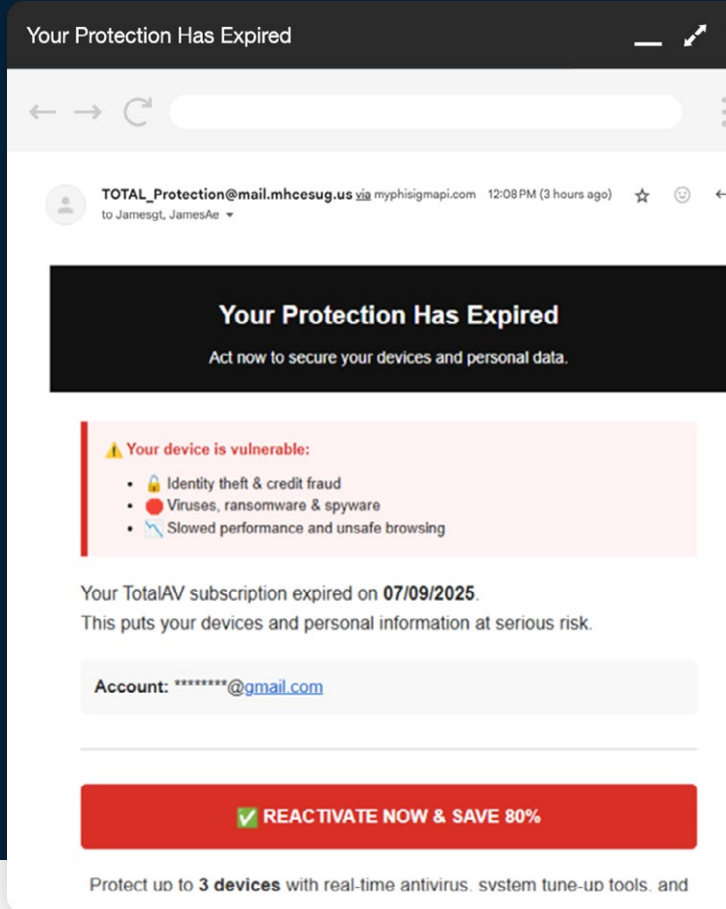 Your Protection Has Expired
TOTAL_Protection@mail.mhcesug.us via myphisigmapi.com 12:08 PM (3 hours ago)
to Jamesgt, JamesAe
Your Protection Has Expired
Act now to secure your devices and personal data.
⚠️ Your device is vulnerable:
• 🔓 Identity theft & credit fraud
• 🛑 Viruses, ransomware & spyware
• 📉 Slowed performance and unsafe browsing
Your TotalAV subscription expired on 07/09/2025.
This puts your devices and personal information at serious risk.
Account: ********@gmail.com
✅ REACTIVATE NOW & SAVE 80%
Protect up to 3 devices with real-time antivirus, system tune-up tools, and